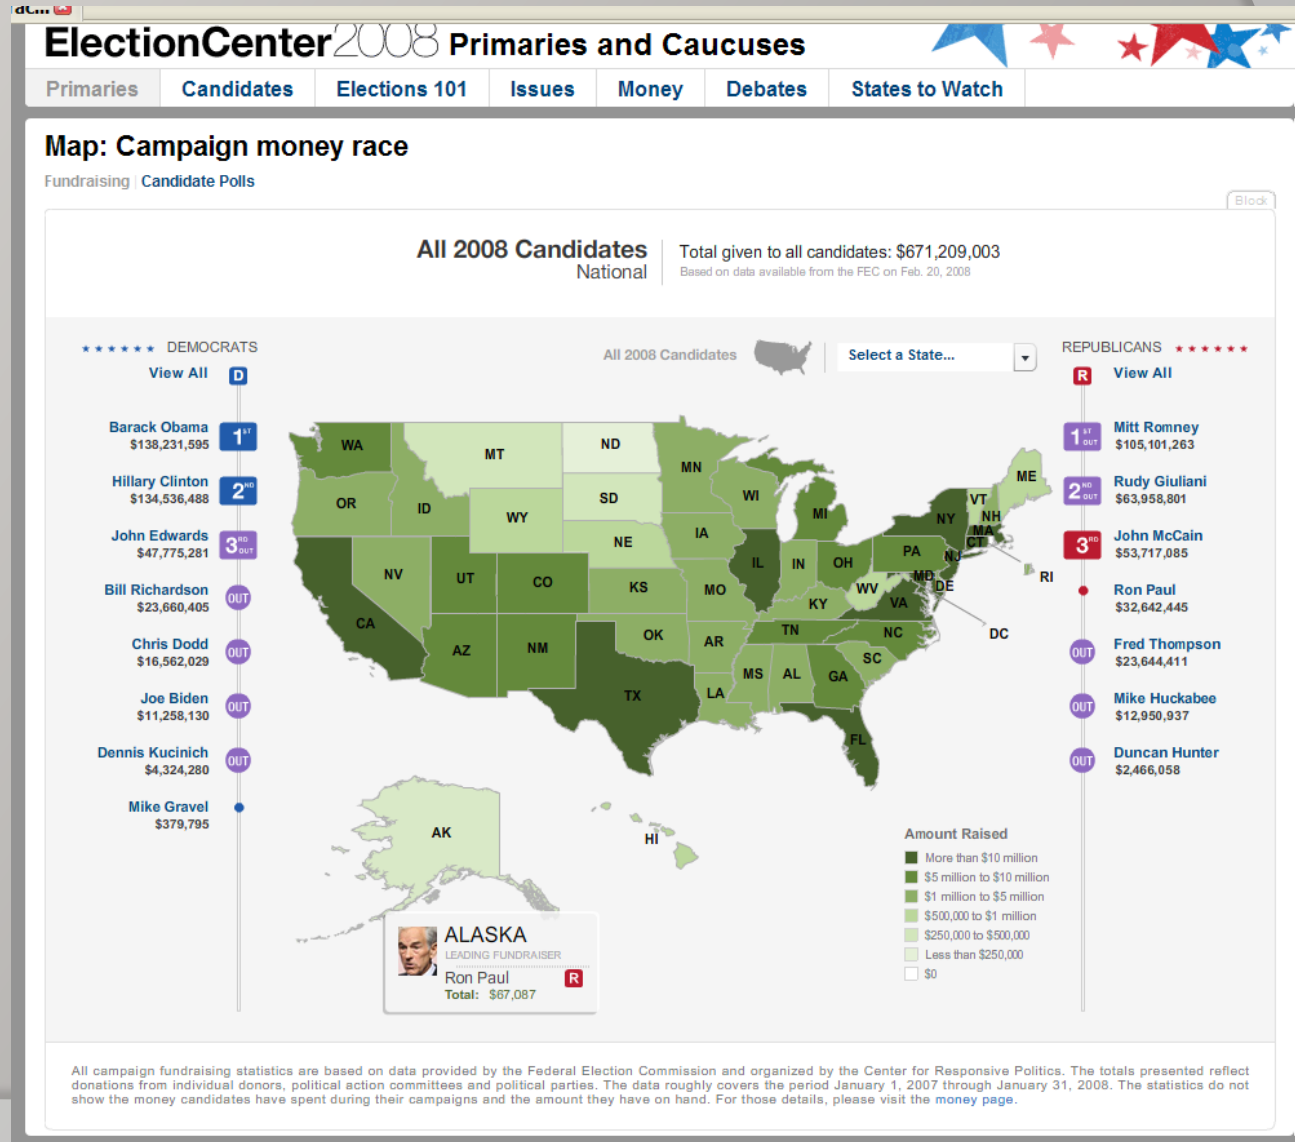 ElectionCenter2008 Primaries and Caucuses
Primaries Candidates Elections 101 Issues Money Debates States to Watch
Map: Campaign money race
Fundraising | Candidate Polls
Block
All 2008 Candidates
National
Total given to all candidates: $671,209,003
Based on data available from the FEC on Feb. 20, 2008
DEMOCRATS
View All D
Barack Obama
$138,231,595
1ST
Hillary Clinton
$134,536,488
2ND
John Edwards
$47,775,281
3RD OUT
Bill Richardson
$23,660,405
OUT
Chris Dodd
$16,562,029
OUT
Joe Biden
$11,258,130
OUT
Dennis Kucinich
$4,324,280
OUT
Mike Gravel
$379,795
All 2008 Candidates
Select a State...
REPUBLICANS
R View All
1ST OUT
Mitt Romney
$105,101,263
2ND OUT
Rudy Giuliani
$63,958,801
3RD
John McCain
$53,717,085
Ron Paul
$32,642,445
OUT
Fred Thompson
$23,644,411
OUT
Mike Huckabee
$12,950,937
OUT
Duncan Hunter
$2,466,058
WA
MT
ND
MN
OR
ID
WY
SD
WI
MI
NY
VT
NH
ME
MA
CT
RI
NV
UT
CO
NE
IA
IL
IN
OH
PA
NJ
MD
DE
DC
CA
AZ
NM
KS
MO
KY
WV
VA
OK
AR
TN
NC
SC
TX
LA
MS
AL
GA
FL
AK
HI
ALASKA
LEADING FUNDRAISER
Ron Paul R
Total: $67,087
Amount Raised
More than $10 million
$5 million to $10 million
$1 million to $5 million
$500,000 to $1 million
$250,000 to $500,000
Less than $250,000
$0
All campaign fundraising statistics are based on data provided by the Federal Election Commission and organized by the Center for Responsive Politics. The totals presented reflect
donations from individual donors, political action committees and political parties. The data roughly covers the period January 1, 2007 through January 31, 2008. The statistics do not
show the money candidates have spent during their campaigns and the amount they have on hand. For those details, please visit the money page.